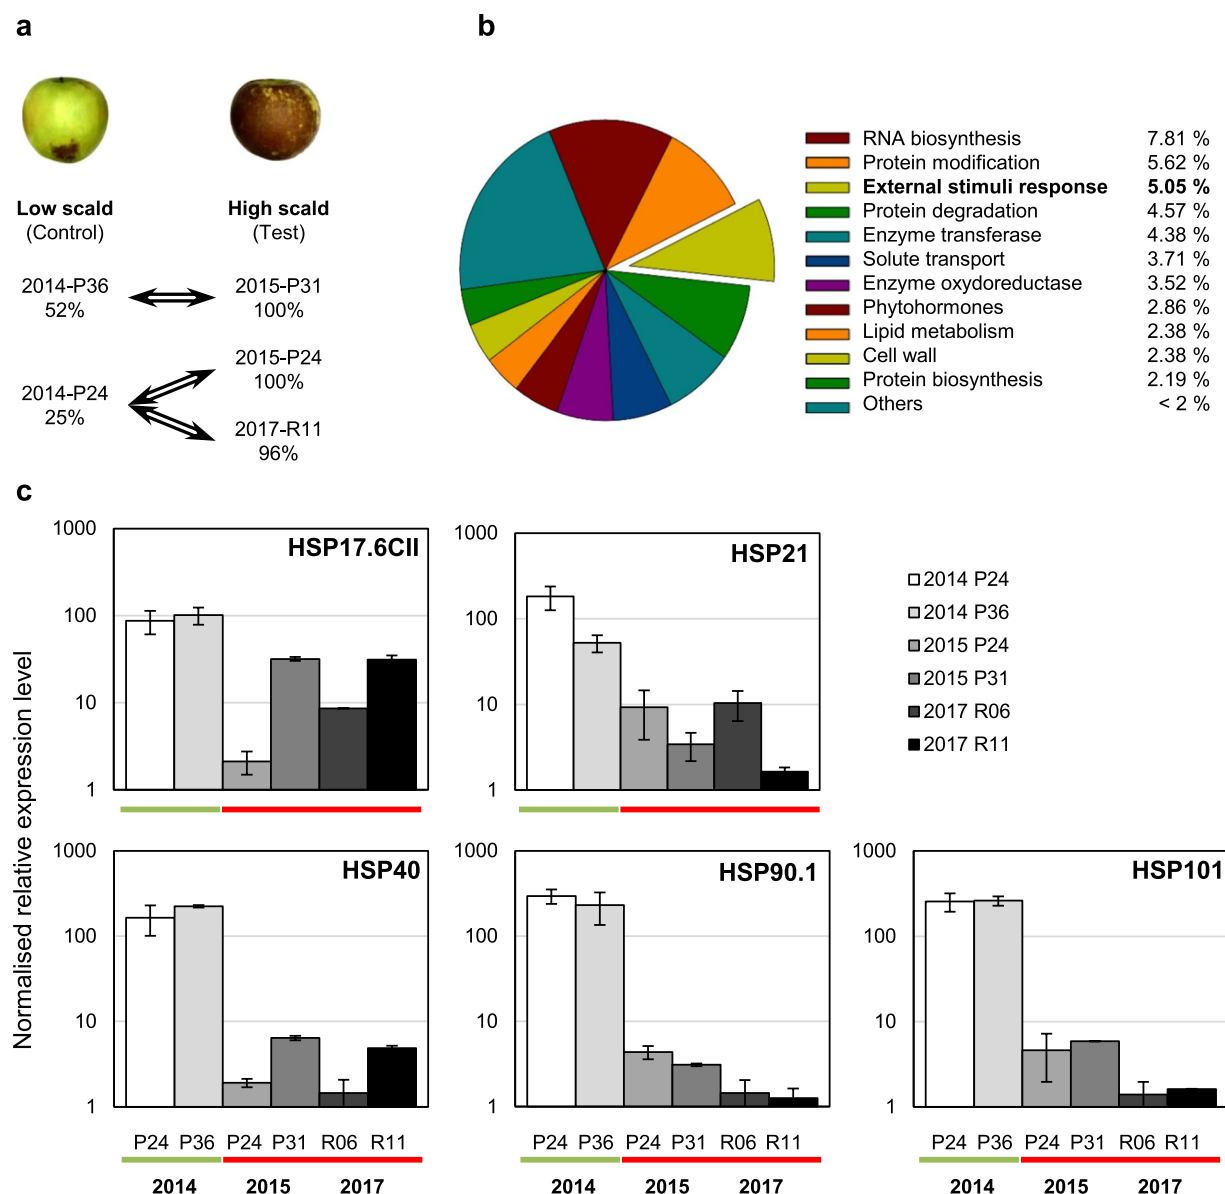 a
b
Low scald
(Control)
High scald
(Test)
2014-P36
52%
2015-P31
100%
2014-P24
25%
2015-P24
100%
2017-R11
96%
RNA biosynthesis 7.81 %
Protein modification 5.62 %
External stimuli response 5.05 %
Protein degradation 4.57 %
Enzyme transferase 4.38 %
Solute transport 3.71 %
Enzyme oxydoreductase 3.52 %
Phytohormones 2.86 %
Lipid metabolism 2.38 %
Cell wall 2.38 %
Protein biosynthesis 2.19 %
Others < 2 %
c
Normalised relative expression level
HSP17.6CII
1000
100
10
1
HSP21
1000
100
10
1
2014 P24
2014 P36
2015 P24
2015 P31
2017 R06
2017 R11
HSP40
1000
100
10
1
P24 P36 P24 P31 R06 R11
2014 2015 2017
HSP90.1
1000
100
10
1
P24 P36 P24 P31 R06 R11
2014 2015 2017
HSP101
1000
100
10
1
P24 P36 P24 P31 R06 R11
2014 2015 2017